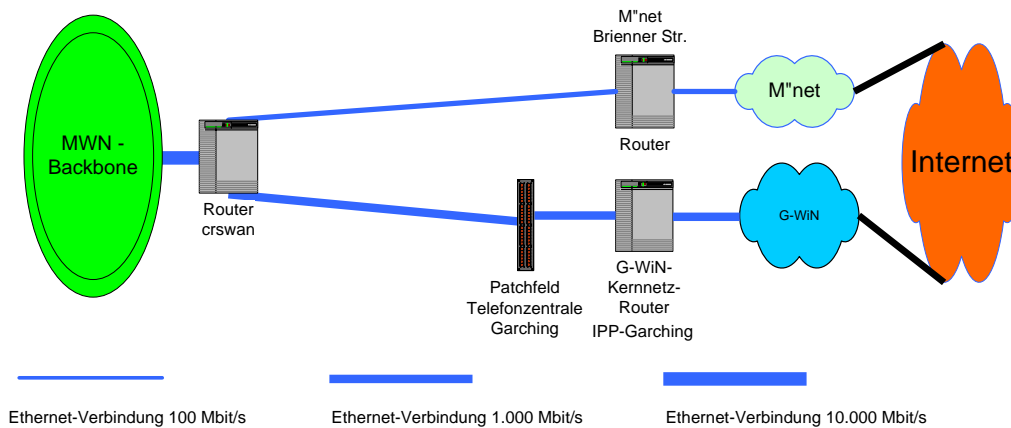 M"net
Brienner Str.
MWN -
Backbone
M"net
Router
Internet
Router
crswan
G-WiN
Patchfeld
Telefonzentrale
Garching
G-WiN-
Kernnetz-
Router
IPP-Garching
Ethernet-Verbindung 100 Mbit/s
Ethernet-Verbindung 1.000 Mbit/s
Ethernet-Verbindung 10.000 Mbit/s